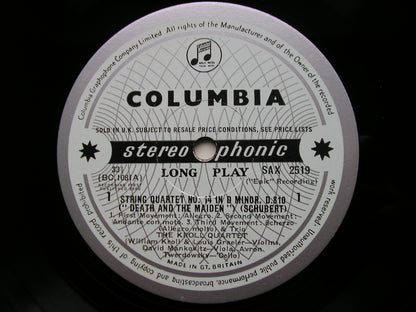 Columbia Graphophone Company Limited. All rights of the Manufacturer and of the Owner of the recorded
work reserved. Unauthorised public performance, broadcasting and copying of this record prohibited.
COLUMBIA
SOLD IN U.K. SUBJECT TO RESALE PRICE CONDITIONS, SEE PRICE LISTS
stereophonic
33
LONG PLAY
SAX 2519
(BC.1081A)
("Epic" Recording)
RECORDING FIRST
1
1
STRING QUARTET NO. 14 IN D MINOR, D.810
("DEATH AND THE MAIDEN") (SCHUBERT)
1. First Movement: Allegro. 2. Second Movement:
Andante con moto. 3. Third Movement: Scherzo
(Allegro molto) & Trio
THE KROLL QUARTET
(William Kroll & Louis Graeler—Violins,
David Mankovitz—Viola, Avron
Twerdowsky—Cello)
MADE IN GT. BRITAIN